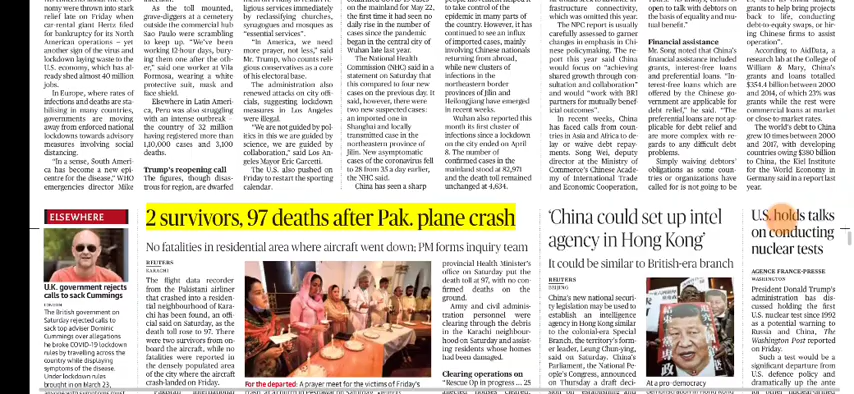 nomy were thrown into stark
relief late on Friday when
car-rental giant Hertz filed
for bankruptcy for its North
American operations – yet
another sign of the virus and
lockdown laying waste to the
U.S. economy, which has al-
ready shed almost 40 million
jobs.
In Europe, where rates of
infections and deaths are sta-
bilising in many countries,
governments are moving
away from enforced national
lockdowns towards advisory
measures involving social
distancing.
“In a sense, South Ameri-
ca has become a new epi-
centre for the disease,” WHO
emergencies director Mike
As the toll mounted,
grave-diggers at a cemetery
outside the commercial hub
Sao Paulo were scrambling
to keep up. “We've been
working 12-hour days, bury-
ing them one after the oth-
er,” said one worker at Vila
Formosa, wearing a white
protective suit, mask and
face shield.
Elsewhere in Latin Ameri-
ca, Peru was also struggling
with an intense outbreak –
the country of 32 million
having registered more than
1,10,000 cases and 3,100
deaths.
Trump's reopening call
The figures, though disas-
trous for region, are dwarfed
ligious services immediately
by reclassifying churches,
synagogues and mosques as
“essential services”.
“In America, we need
more prayer, not less,” said
Mr. Trump, who counts reli-
gious conservatives as a core
of his electoral base.
The administration also
renewed attacks on city offi-
cials, suggesting lockdown
measures in Los Angeles
were illegal.
“We are not guided by pol-
itics in this we are guided by
science, we are guided by
collaboration,” said Los An-
geles Mayor Eric Garcetti.
The U.S. also pushed on
Friday to restart the sporting
calendar.
on the mainland for May 22,
the first time it had seen no
daily rise in the number of
cases since the pandemic
began in the central city of
Wuhan late last year.
The National Health
Commission (NHC) said in a
statement on Saturday that
this compared to four new
cases on the previous day. It
said, however, there were
two new suspected cases:
an imported one in
Shanghai and locally
transmitted case in the
northeastern province of
Jilin. New asymptomatic
cases of the coronavirus fell
to 28 from 35 a day earlier,
the NHC said.
China has seen a sharp
to take control of the
epidemic in many parts of
the country. However, it has
continued to see an influx
of imported cases, mainly
involving Chinese nationals
returning from abroad,
while new clusters of
infections in the
northeastern border
provinces of Jilin and
Heilongjiang have emerged
in recent weeks.
Wuhan also reported this
month its first cluster of
infections since a lockdown
on the city ended on April
8. The number of
confirmed cases in the
mainland stood at 82,971
and the death toll remained
unchanged at 4,634.
frastructure connectivity,
which was omitted this year.
The NPC report is usually
carefully assessed to garner
changes in emphasis in Chi-
nese policymaking. The re-
port this year said China
would focus on “achieving
shared growth through con-
sultation and collaboration”
and would “work with BRI
partners for mutually benefi-
cial outcomes”.
In recent weeks, China
has faced calls from coun-
tries in Asia and Africa to de-
lay or waive debt repay-
ments. Song Wei, deputy
director at the Ministry of
Commerce's Chinese Acade-
my of International Trade
and Economic Cooperation,
open to talk with debtors on
the basis of equality and mu-
tual benefit”.
Financial assistance
Mr. Song noted that China's
financial assistance included
grants, interest-free loans
and preferential loans. “In-
terest-free loans which are
offered by the Chinese go-
vernment are applicable for
debt relief,” he said. “The
preferential loans are not ap-
plicable for debt relief and
are more complex with re-
gards to any difficult debt
problems.
Simply waiving debtors'
obligations as some coun-
tries or organizations have
called for is not going to be
grants to help bring projects
back to life, conducting
debt-to-equity swaps, or hir-
ing Chinese firms to assist
operation”.
According to AidData, a
research lab at the College of
William & Mary, China's
grants and loans totalled
$354.4 billion between 2000
and 2014, of which 23% was
grants while the rest were
commercial loans at market
or close-to-market rates.
The world's debt to China
grew 10 times between 2000
and 2017, with developing
countries owing $380 billion
to China, the Kiel Institute
for the World Economy in
Germany said in a report last
year.
ELSEWHERE
U.K. government rejects
calls to sack Cummings
LONDON
The British government on
Saturday rejected calls to
sack top adviser Dominic
Cummings over allegations
he broke COVID-19 lockdown
rules by travelling across the
country while displaying
symptoms of the disease.
Under lockdown rules
brought in on March 23,
2 survivors, 97 deaths after Pak. plane crash
No fatalities in residential area where aircraft went down; PM forms inquiry team
REUTERS
KARACHI
The flight data recorder
from the Pakistani airliner
that crashed into a residen-
tial neighbourhood of Kara-
chi has been found, an offi-
cial said on Saturday, as the
death toll rose to 97. There
were two survivors from on-
board the aircraft, while no
fatalities were reported in
the densely populated area
of the city where the aircraft
crash-landed on Friday.
Pakistan International
For the departed: A prayer meet for the victims of Friday's
crash, at a church in Peshawar on Saturday.
provincial Health Minister's
office on Saturday put the
death toll at 97, with no con-
firmed deaths on the
ground.
Army and civil adminis-
tration personnel were
clearing through the debris
in the Karachi neighbour-
hood on Saturday and assist-
ing residents whose homes
had been damaged.
Clearing operations on
“Rescue Op in progress .... 25
affected houses cleared,
‘China could set up intel
agency in Hong Kong’
It could be similar to British-era branch
REUTERS
BEIJING
China's new national securi-
ty legislation may be used to
establish an intelligence
agency in Hong Kong similar
to the colonial-era Special
Branch, the territory's form-
er leader, Leung Chun-ying,
said on Saturday. China's
Parliament, the National Peo-
ple's Congress, announced
on Thursday a draft deci-
sion on establishing and
At a pro-democracy
demonstration in Hong Kong
U.S. holds talks
on conducting
nuclear tests
AGENCE FRANCE-PRESSE
WASHINGTON
President Donald Trump's
administration has dis-
cussed holding the first
U.S. nuclear test since 1992
as a potential warning to
Russia and China, The
Washington Post reported
on Friday.
Such a test would be a
significant departure from
U.S. defence policy and
dramatically up the ante